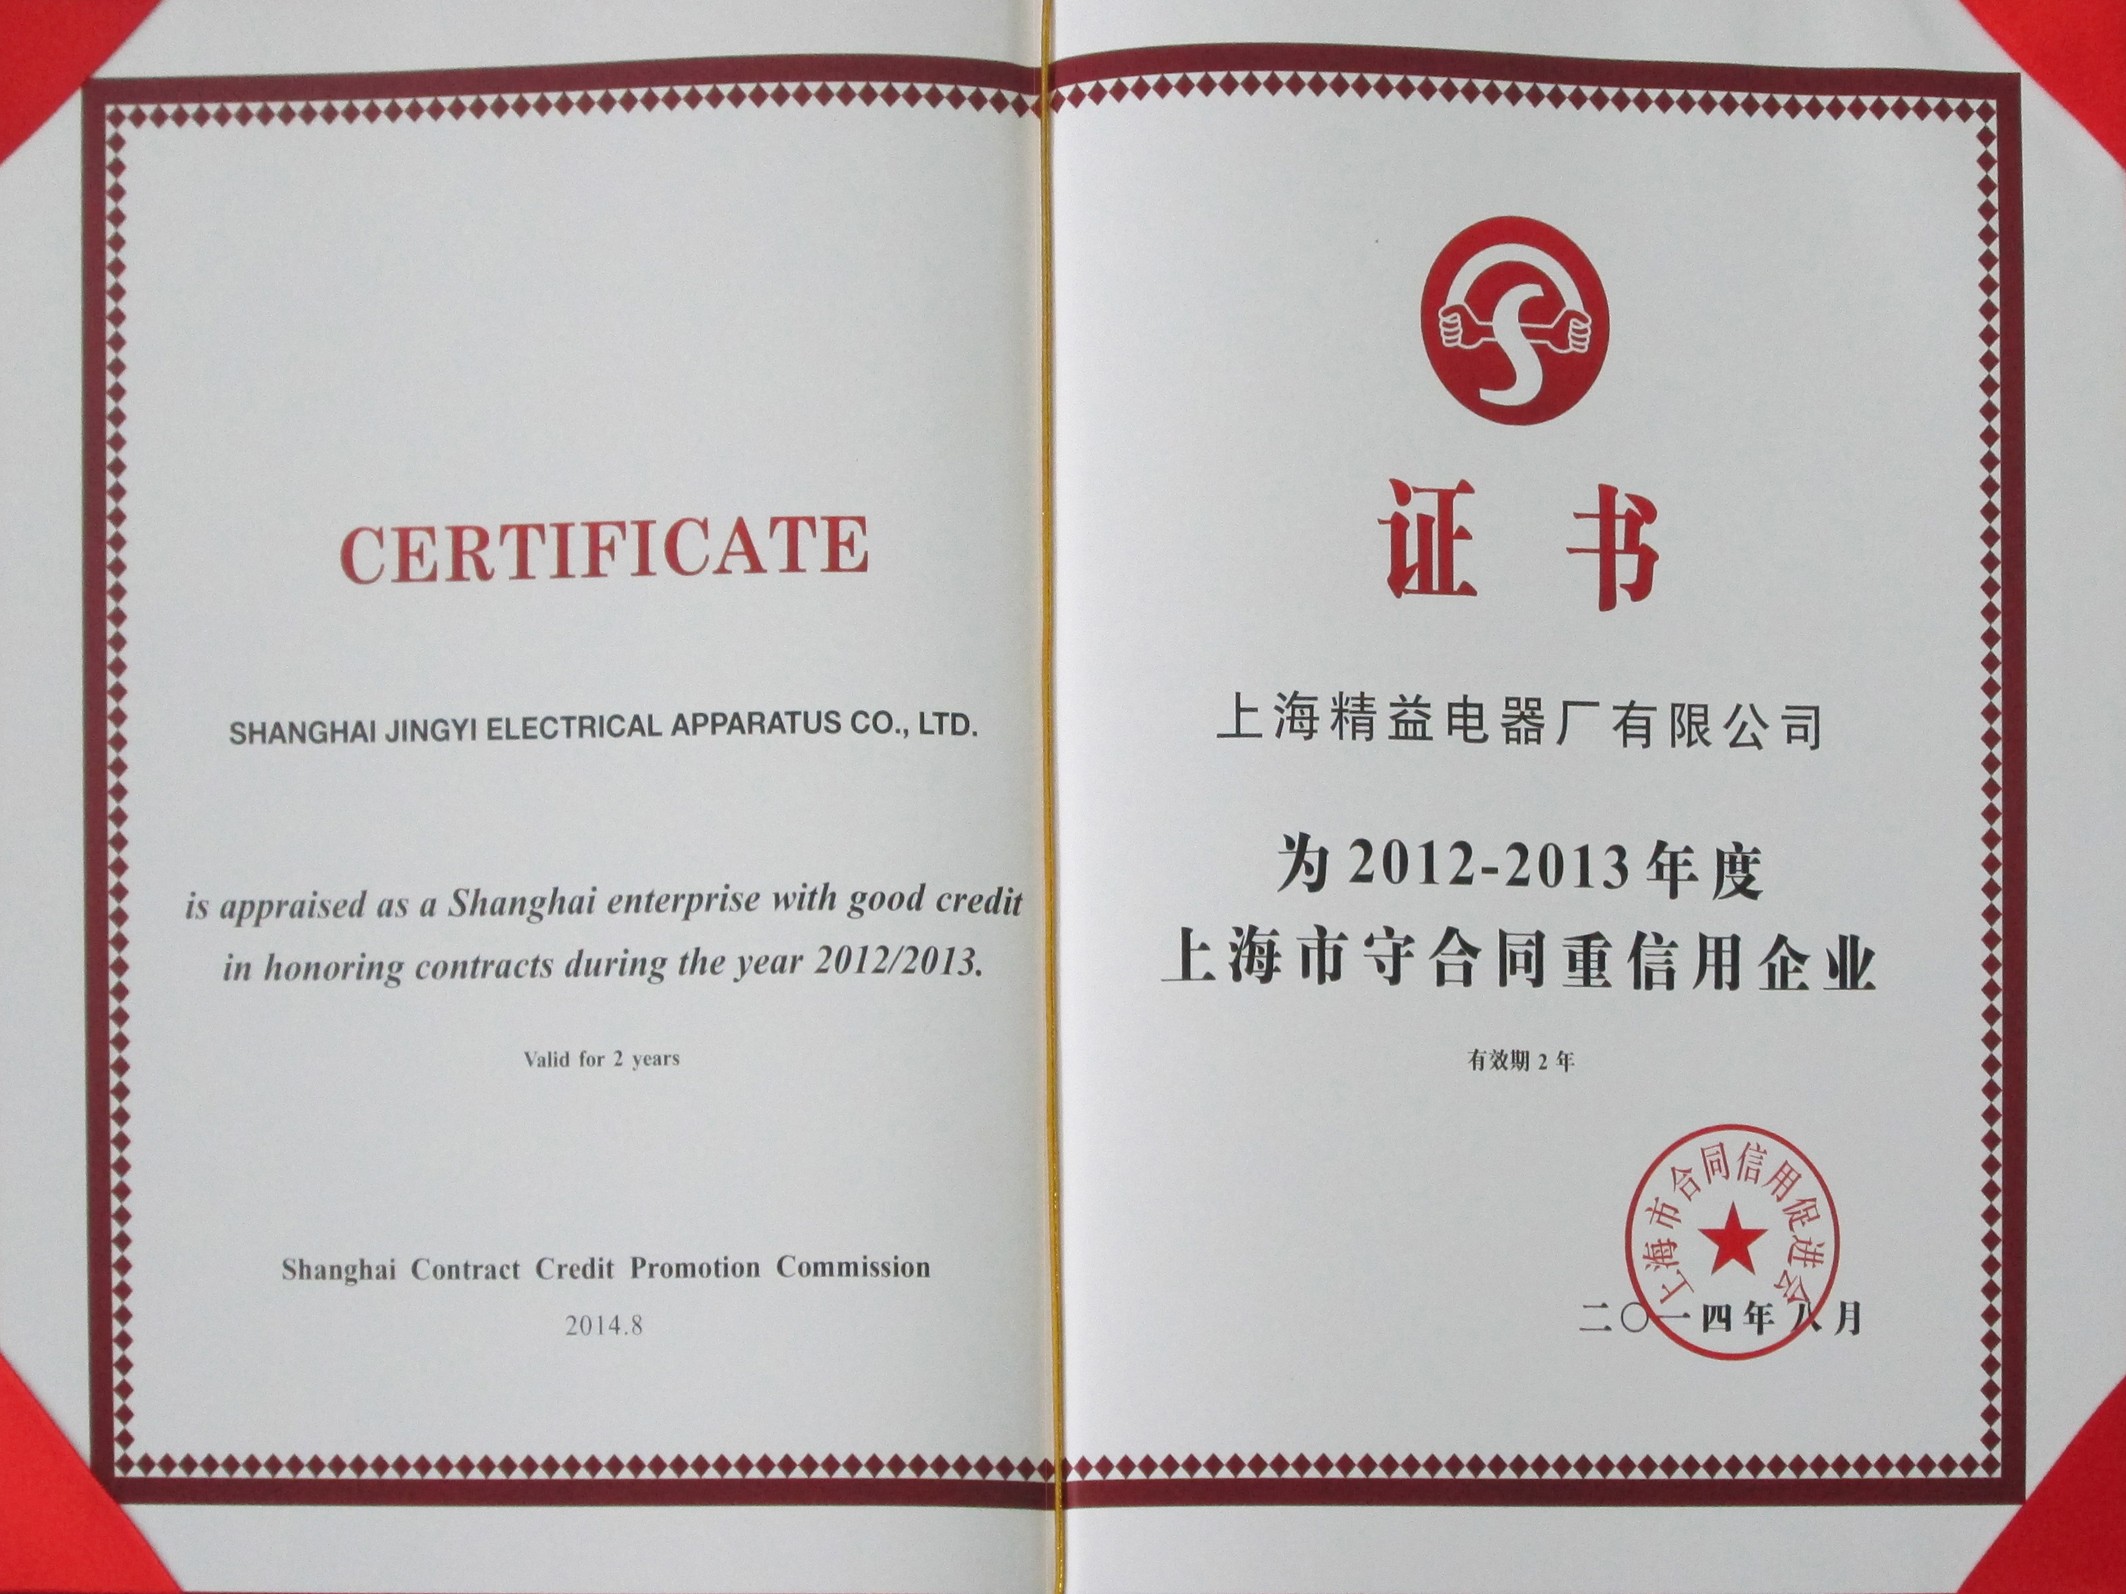 CERTIFICATE
SHANGHAI JINGYI ELECTRICAL APPARATUS CO., LTD.
is appraised as a Shanghai enterprise with good credit
in honoring contracts during the year 2012/2013.
Valid for 2 years
Shanghai Contract Credit Promotion Commission
2014.8
证书
上海精益电器厂有限公司
为2012-2013年度
上海市守合同重信用企业
有效期2年
上海市合同信用促进会
二〇一四年八月